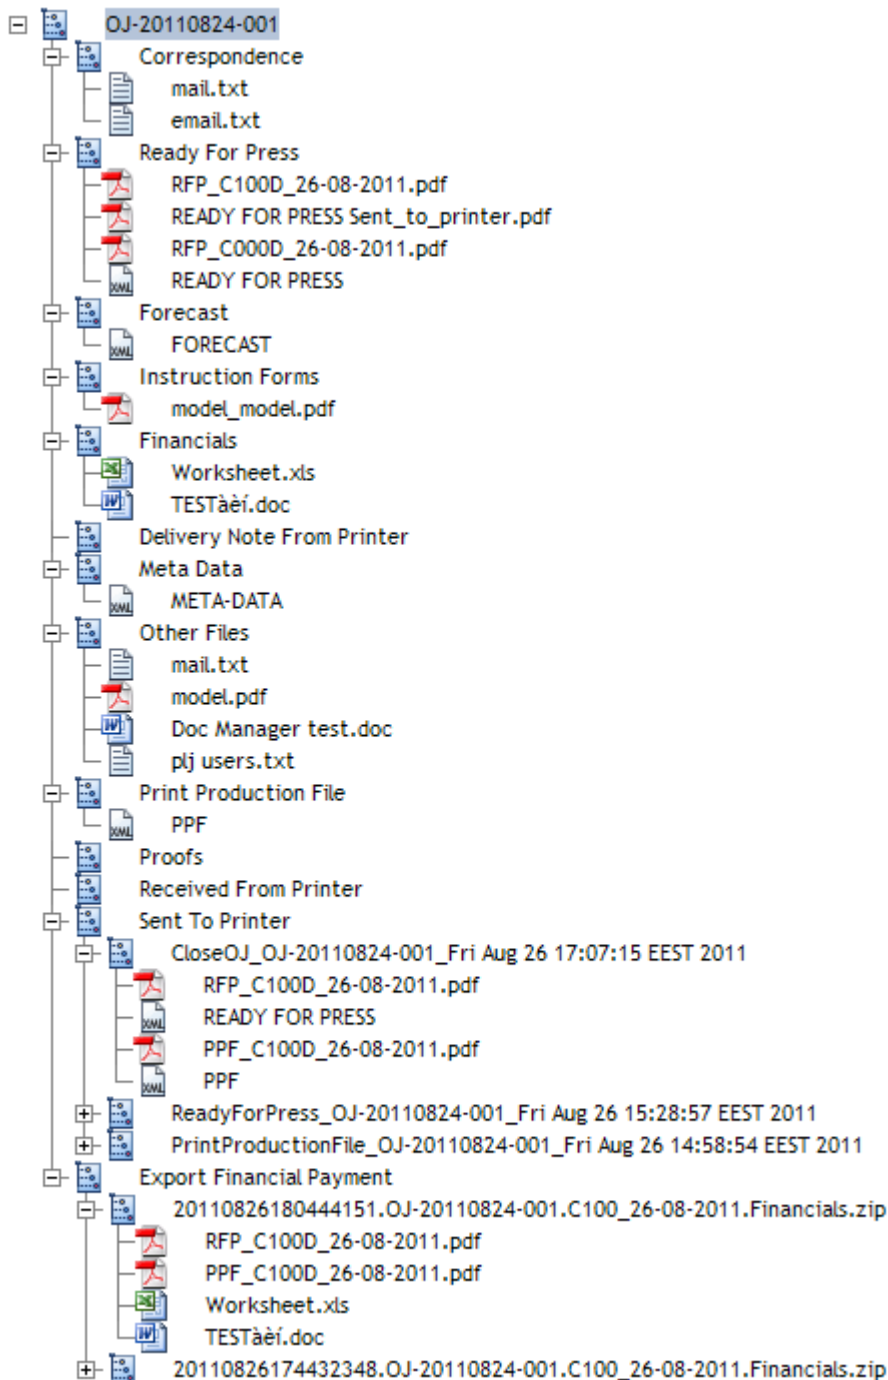 OJ-20110824-001
Correspondence
mail.txt
email.txt
Ready For Press
RFP_C100D_26-08-2011.pdf
READY FOR PRESS Sent_to_printer.pdf
RFP_C000D_26-08-2011.pdf
XML READY FOR PRESS
Forecast
XML FORECAST
Instruction Forms
model_model.pdf
Financials
Worksheet.xls
TESTàèí.doc
Delivery Note From Printer
Meta Data
XML META-DATA
Other Files
mail.txt
model.pdf
Doc Manager test.doc
plj users.txt
Print Production File
XML PPF
Proofs
Received From Printer
Sent To Printer
CloseOJ_OJ-20110824-001_Fri Aug 26 17:07:15 EEST 2011
RFP_C100D_26-08-2011.pdf
XML READY FOR PRESS
PPF_C100D_26-08-2011.pdf
XML PPF
ReadyForPress_OJ-20110824-001_Fri Aug 26 15:28:57 EEST 2011
PrintProductionFile_OJ-20110824-001_Fri Aug 26 14:58:54 EEST 2011
Export Financial Payment
20110826180444151.OJ-20110824-001.C100_26-08-2011.Financials.zip
RFP_C100D_26-08-2011.pdf
PPF_C100D_26-08-2011.pdf
Worksheet.xls
TESTàèí.doc
20110826174432348.OJ-20110824-001.C100_26-08-2011.Financials.zip